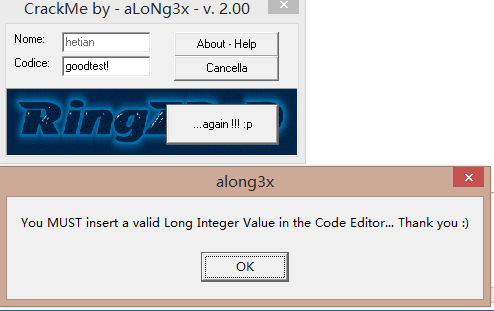 CrackMe by - aLoNg3x - v. 2.00
Nome:
hetian
About - Help
Codice:
goodtest!
Cancella
...again !!! :p
along3x
You MUST insert a valid Long Integer Value in the Code Editor... Thank you :)
OK